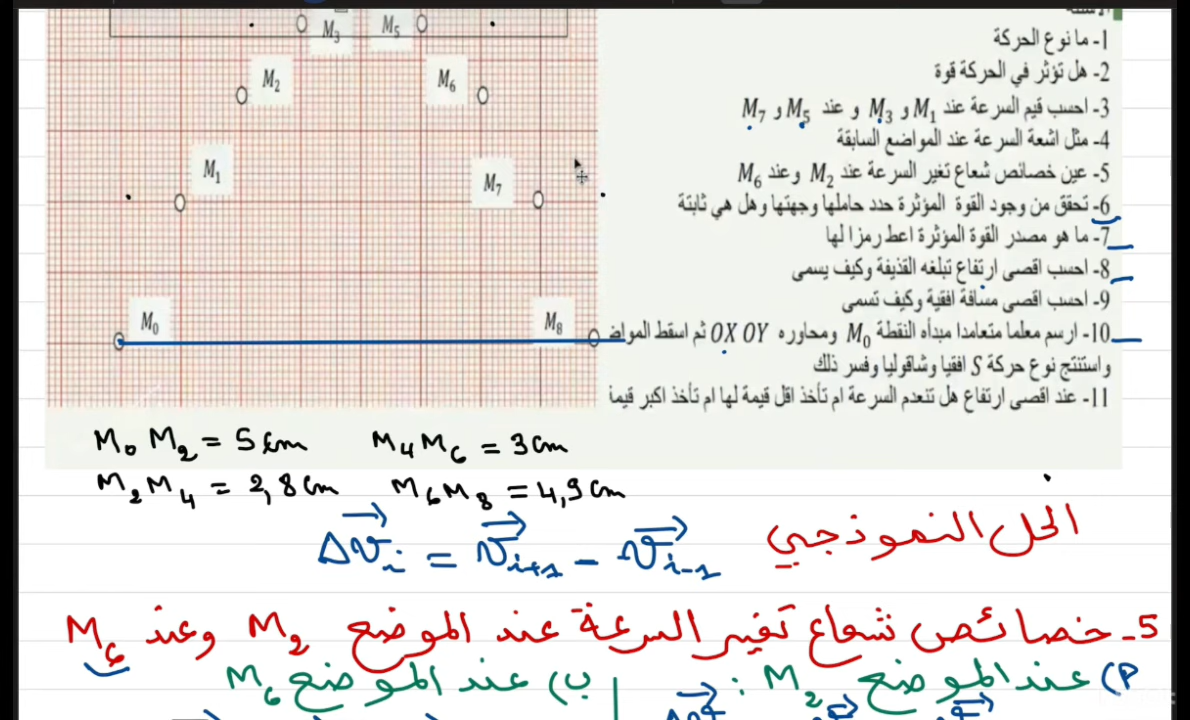 M₃ M₅
M₂ M₆
M₁ M₇
M₀ M₈
1- ما نوع الحركة
2- هل تؤثر في الحركة قوة
3- احسب قيم السرعة عند M₁ و M₃ و عند M₅ و M₇
4- مثل اشعة السرعة عند المواضع السابقة
5- عين خصائص شعاع تغير السرعة عند M₂ وعند M₆
6- تحقق من وجود القوة المؤثرة حدد حاملها وجهتها وهل هي ثابتة
7- ما هو مصدر القوة المؤثرة اعط رمزا لها
8- احسب اقصى ارتفاع تبلغه القذيفة وكيف يسمى
9- احسب اقصى مسافة افقية وكيف تسمى
10- ارسم معلما متعامدا مبدأه النقطة M₀ ومحاوره OX OY ثم اسقط المواض
واستنتج نوع حركة S افقيا وشاقوليا وفسر ذلك
11- عند اقصى ارتفاع هل تنعدم السرعة ام تأخذ اقل قيمة لها ام تأخذ اكبر قيمة
M₀M₂ = 5cm M₄M₆ = 3cm
M₂M₄ = 2,8cm M₆M₈ = 4,9cm
الحل النموذجي
Δv⃗ᵢ = v⃗ᵢ₊₁ - v⃗ᵢ₋₁
5- خصائص شعاع تغير السرعة عند الموضع M₂ وعند M₆
أ) عند الموضع M₂ : ب) عند الموضع M₆